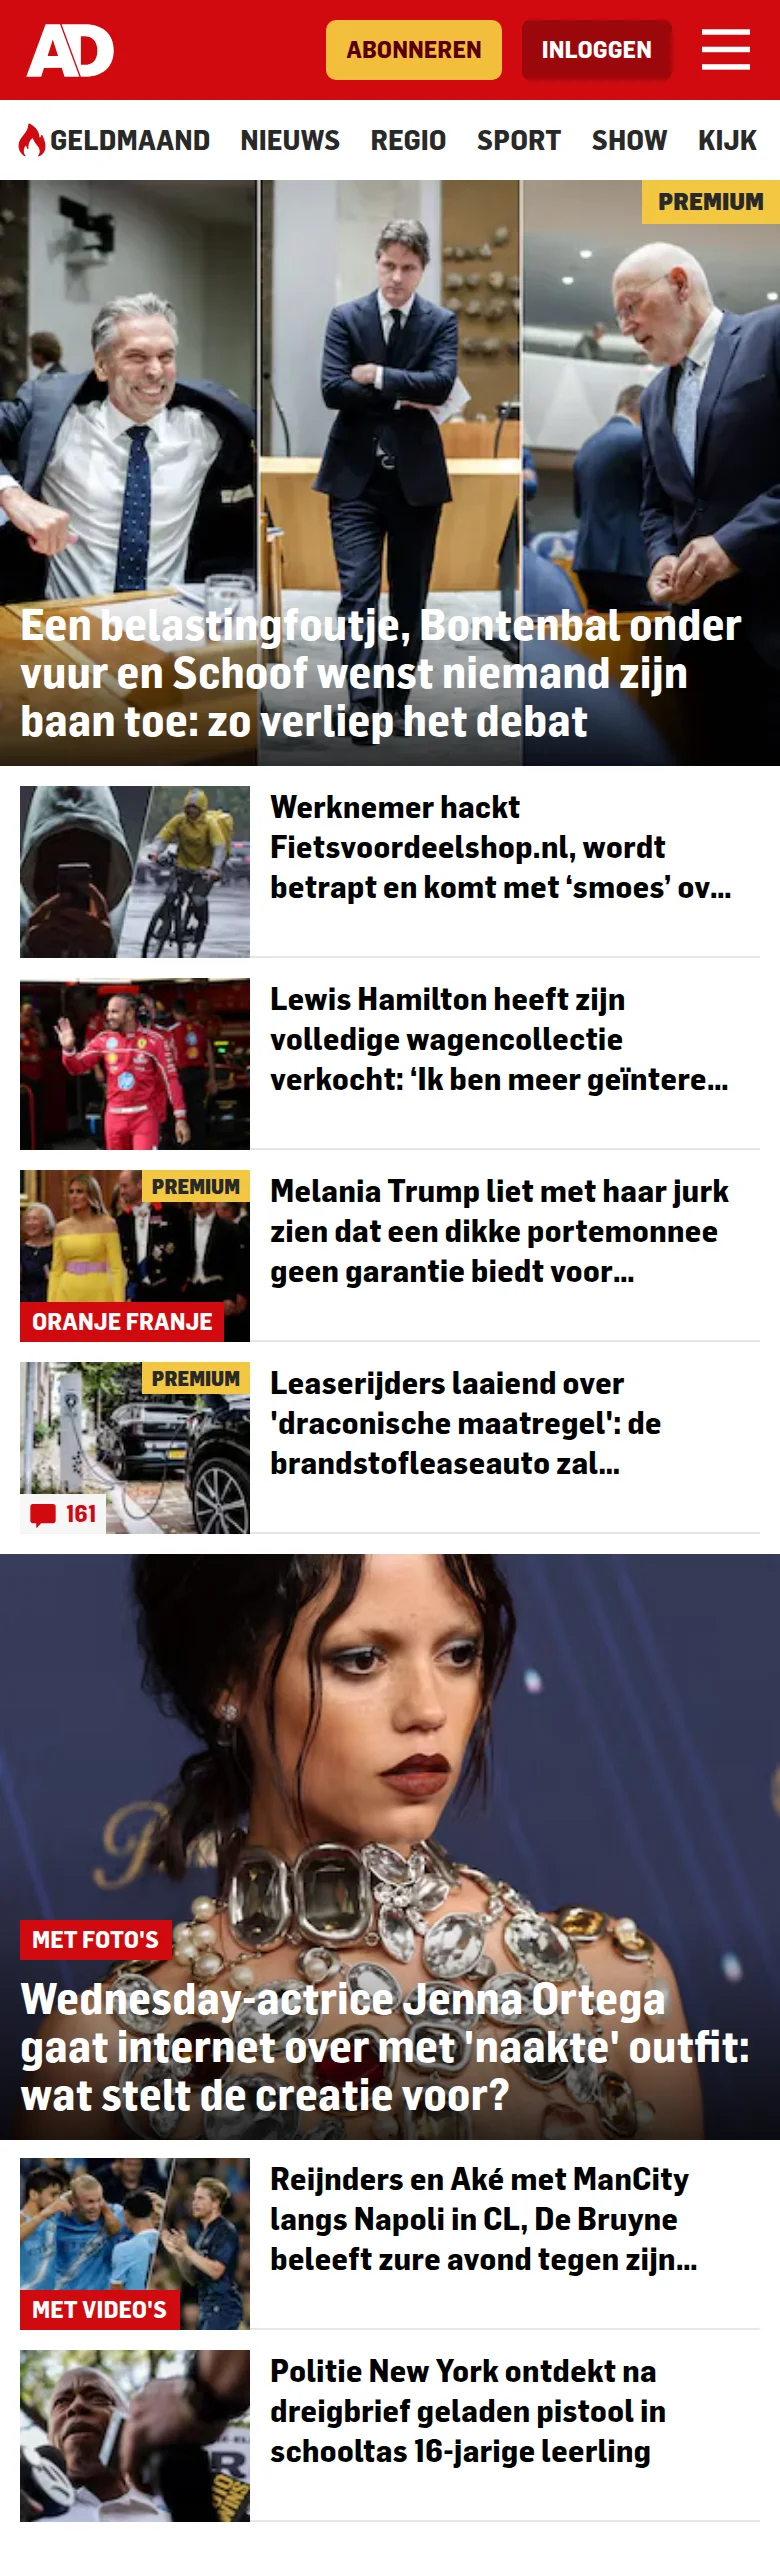 AD
ABONNEREN
INLOGGEN
GELDMAAND NIEUWS REGIO SPORT SHOW KIJK
PREMIUM
Een belastingfoutje, Bontenbal onder
vuur en Schoof wenst niemand zijn
baan toe: zo verliep het debat
Werknemer hackt
Fietsvoordeelshop.nl, wordt
betrapt en komt met ‘smoes’ ov...
Lewis Hamilton heeft zijn
volledige wagencollectie
verkocht: ‘Ik ben meer geïntere...
PREMIUM
ORANJE FRANJE
Melania Trump liet met haar jurk
zien dat een dikke portemonnee
geen garantie biedt voor...
PREMIUM
161
Leaserijders laaiend over
'draconische maatregel': de
brandstofleaseauto zal...
MET FOTO'S
Wednesday-actrice Jenna Ortega
gaat internet over met 'naakte' outfit:
wat stelt de creatie voor?
MET VIDEO'S
Reijnders en Aké met ManCity
langs Napoli in CL, De Bruyne
beleeft zure avond tegen zijn...
Politie New York ontdekt na
dreigbrief geladen pistool in
schooltas 16-jarige leerling